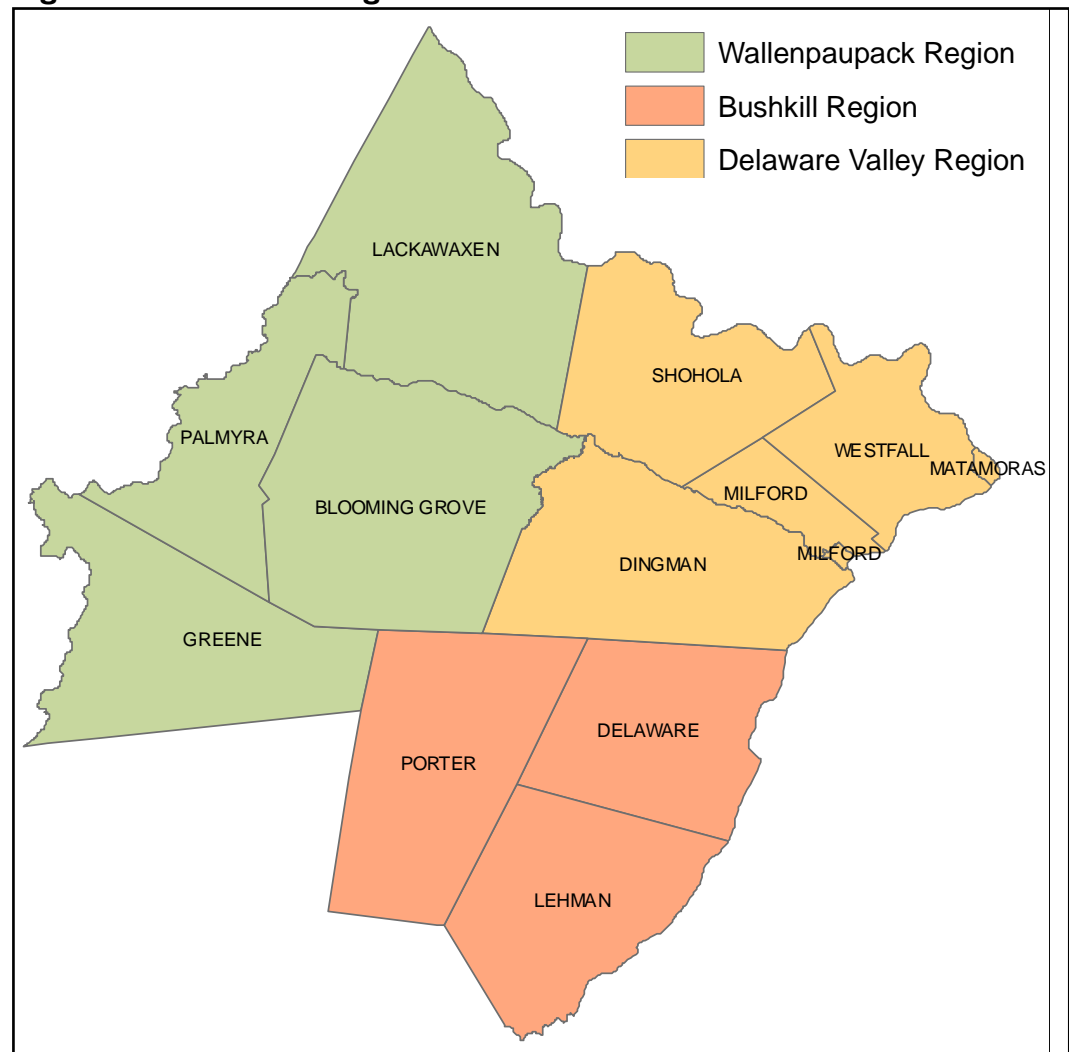 Wallenpaupack Region
Bushkill Region
Delaware Valley Region
LACKAWAXEN
SHOHOLA
PALMYRA
WESTFALL
MATAMORAS
MILFORD
BLOOMING GROVE
MILFORD
DINGMAN
GREENE
DELAWARE
PORTER
LEHMAN